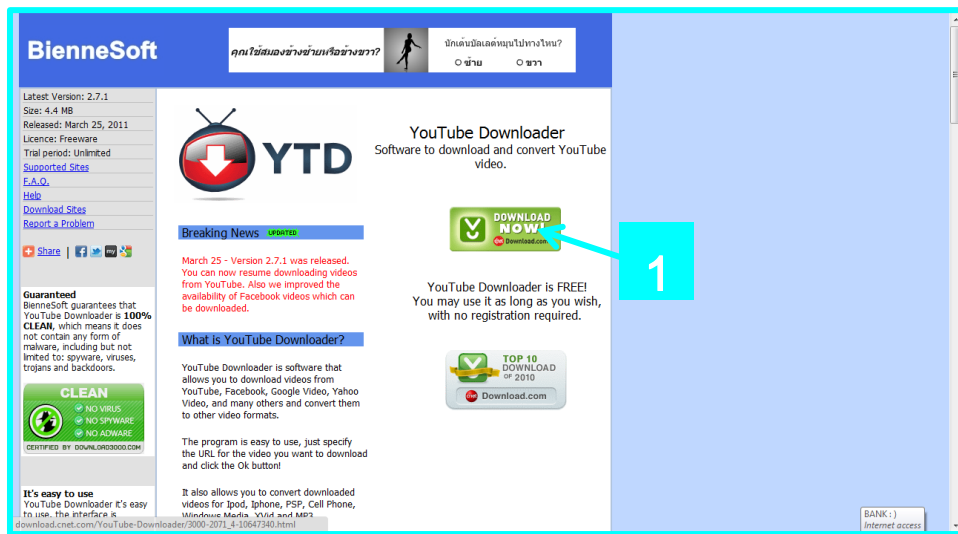 BienneSoft
คุณใช้สมองข้างซ้ายหรือข้างขวา?
นักเต้นบัลเลต์หมุนไปทางไหน?
ซ้าย ขวา
Latest Version: 2.7.1
Size: 4.4 MB
Released: March 25, 2011
Licence: Freeware
Trial period: Unlimited
Supported Sites
F.A.Q.
Help
Download Sites
Report a Problem
Share | my
Guaranteed
BienneSoft guarantees that
YouTube Downloader is 100%
CLEAN, which means it does
not contain any form of
malware, including but not
limited to: spyware, viruses,
trojans and backdoors.
CLEAN
NO VIRUS
NO SPYWARE
NO ADWARE
CERTIFIED BY DOWNLOAD3000.COM
It's easy to use
YouTube Downloader it's easy
to use, the interface is
YTD
Breaking News UPDATED
March 25 - Version 2.7.1 was released.
You can now resume downloading videos
from YouTube. Also we improved the
availability of Facebook videos which can
be downloaded.
What is YouTube Downloader?
YouTube Downloader is software that
allows you to download videos from
YouTube, Facebook, Google Video, Yahoo
Video, and many others and convert them
to other video formats.
The program is easy to use, just specify
the URL for the video you want to download
and click the Ok button!
It also allows you to convert downloaded
videos for Ipod, Iphone, PSP, Cell Phone,
Windows Media, XVid and MP3.
YouTube Downloader
Software to download and convert YouTube
video.
DOWNLOAD
NOW!
cnet Download.com
1
YouTube Downloader is FREE!
You may use it as long as you wish,
with no registration required.
TOP 10
DOWNLOAD
OF 2010
Download.com
download.cnet.com/YouTube-Downloader/3000-2071_4-10647340.html
BANK : )
Internet access